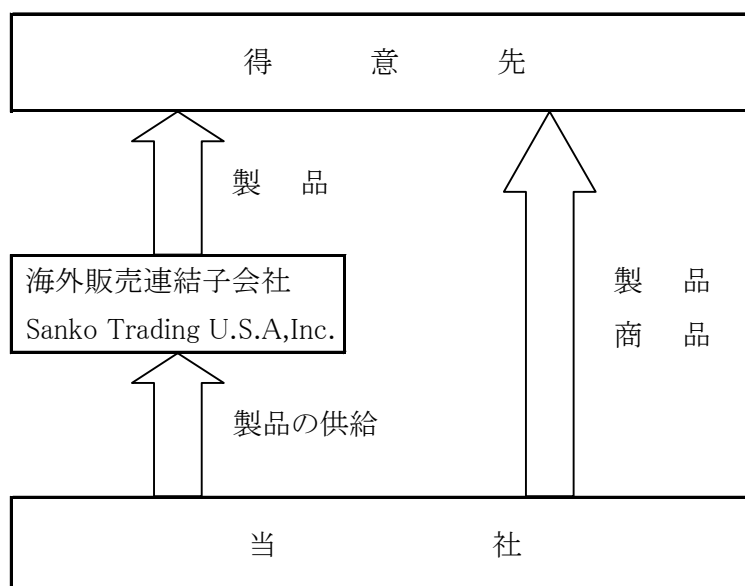 得意先
製品
海外販売連結子会社
Sanko Trading U.S.A,Inc.
製品
商品
製品の供給
当社